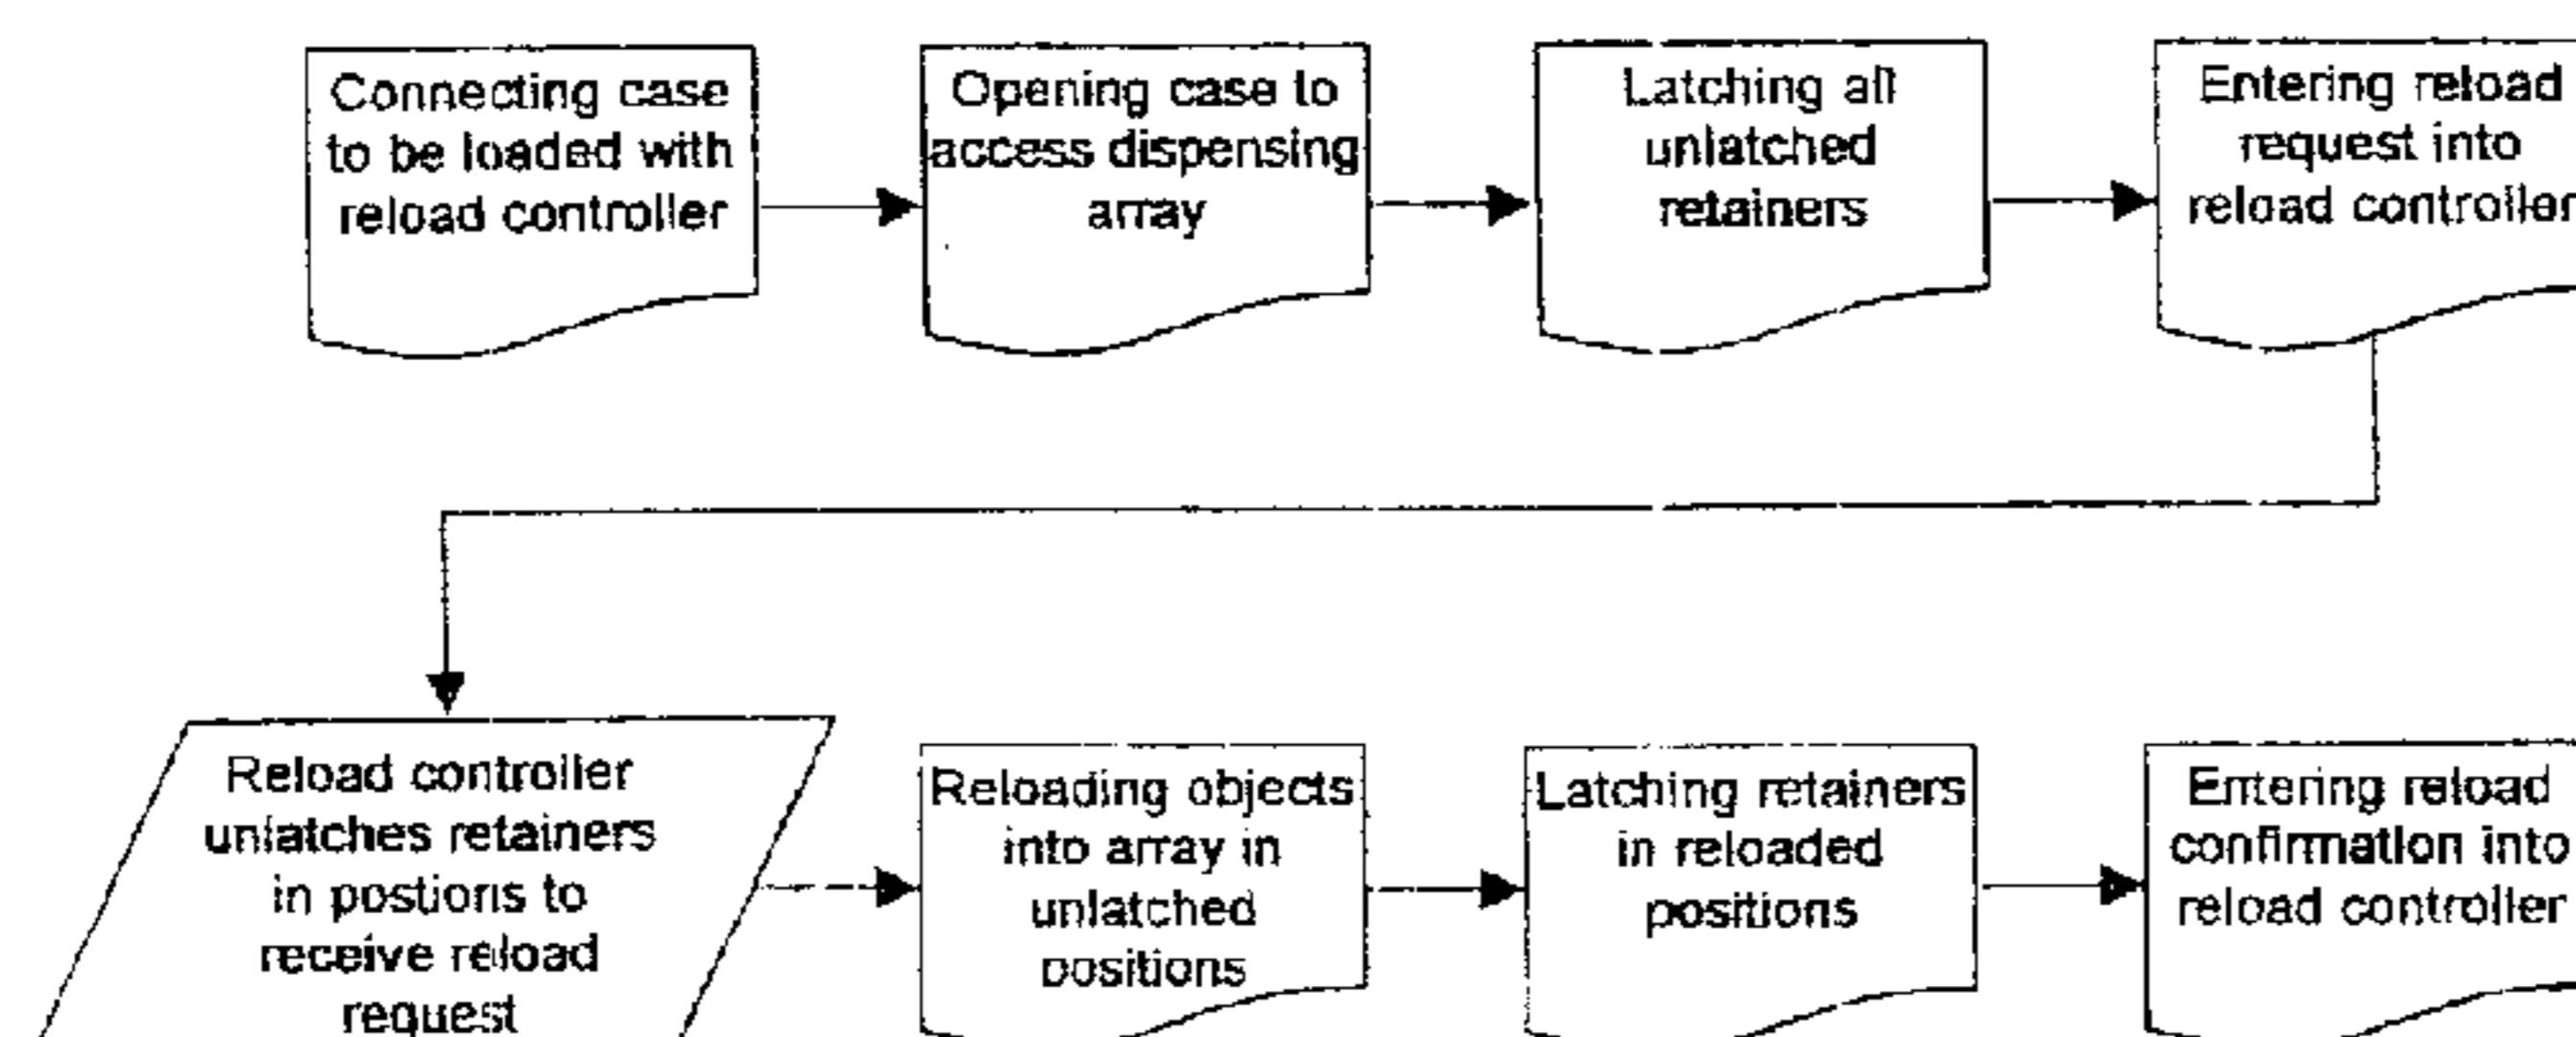 Connecting case
to be loaded with
reload controller
Opening case to
access dispensing
array
Latching all
unlatched
retainers
Entering reload
request into
reload controller
Reload controller
unlatches retainers
in postions to
receive reload
request
Reloading objects
into array in
unlatched
positions
Latching retainers
in reloaded
positions
Entering reload
confirmation into
reload controller